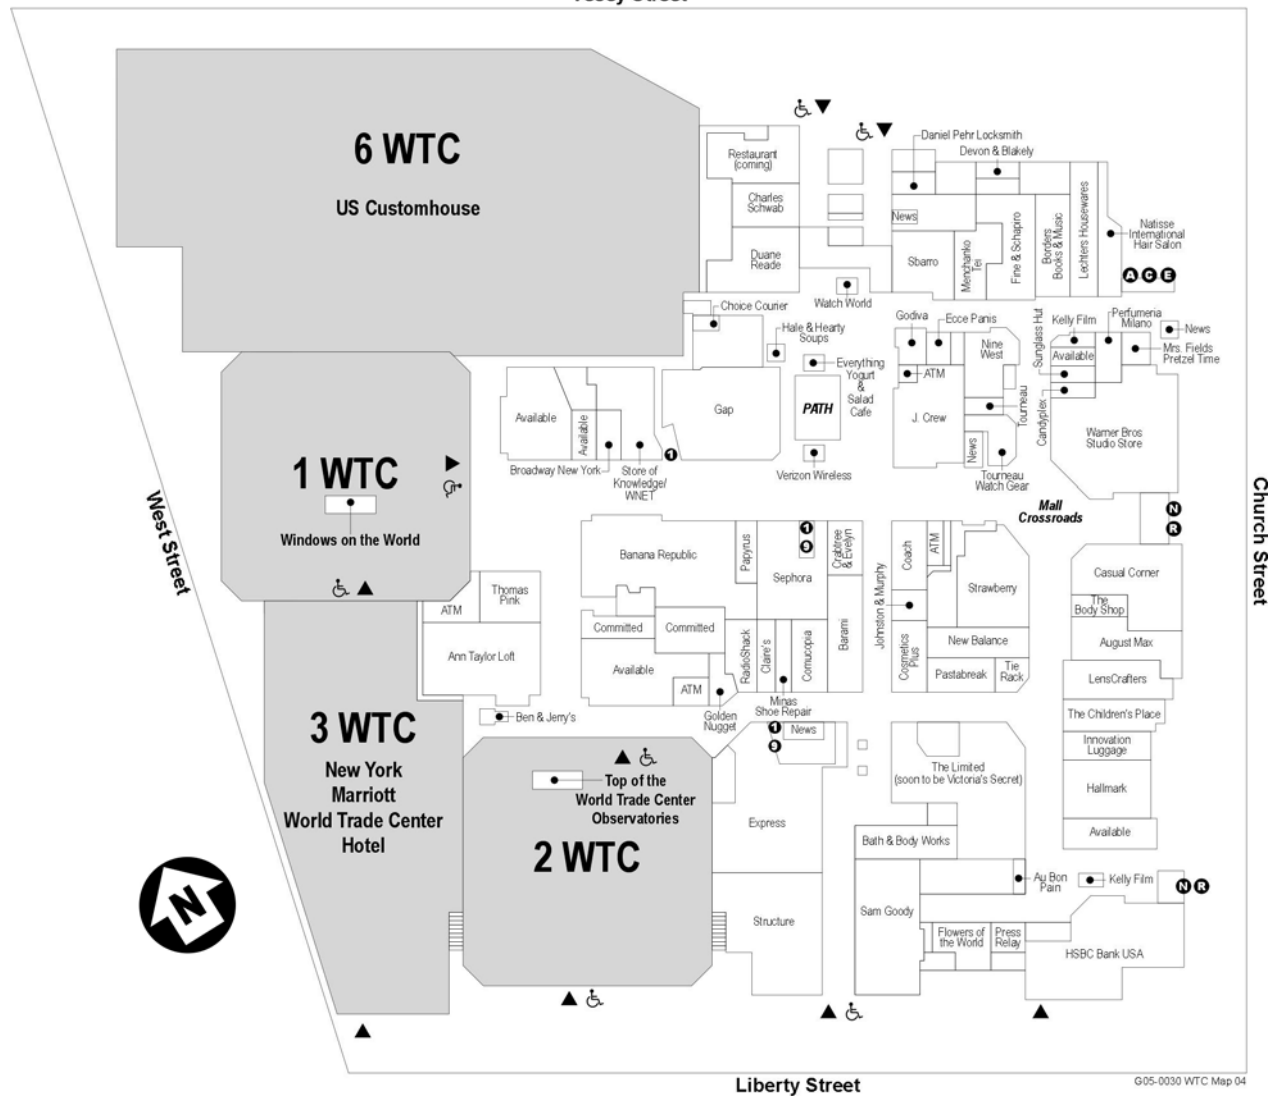 Vesey Street
6 WTC
US Customhouse
Restaurant
(coming)
Charles
Schwab
Duane
Reade
Daniel Pehr Locksmith
Devon & Blakely
News
Sbarro
Menchanko
Tei
Fine & Schapiro
Borders
Books & Music
Lechters Housewares
Natisse
International
Hair Salon
A C E
Watch World
Choice Courier
Hale & Hearty
Soups
Everything
Yogurt
&
Salad
Cafe
PATH
Verizon Wireless
Gap
Godiva
Ecce Panis
ATM
J. Crew
Nine
West
Tourneau
News
Tourneau
Watch Gear
Sunglass Hut
Kelly Film
Available
Candyplex
Perfumeria
Milano
News
Mrs. Fields
Pretzel Time
Warner Bros
Studio Store
Mall
Crossroads
N
R
Available
Available
Broadway New York
Store of
Knowledge/
WNET
1
1 WTC
Windows on the World
West Street
Church Street
Banana Republic
Papyrus
1
9
Sephora
Crabtree
& Evelyn
Johnston & Murphy
Coach
ATM
Strawberry
Casual Corner
The
Body Shop
August Max
ATM
Thomas
Pink
Ann Taylor Loft
Committed
Committed
Available
ATM
RadioShack
Claire's
Cornucopia
Barami
Cosmetics
Plus
New Balance
Pastabreak
Tie
Rack
LensCrafters
The Children's Place
Innovation
Luggage
Hallmark
Available
Ben & Jerry's
Golden
Nugget
Minas
Shoe Repair
1
9
News
3 WTC
New York
Marriott
World Trade Center
Hotel
Top of the
World Trade Center
Observatories
2 WTC
Express
Structure
The Limited
(soon to be Victoria's Secret)
Bath & Body Works
Sam Goody
Au Bon
Pain
Kelly Film
N R
Flowers of
the World
Press
Relay
HSBC Bank USA
N
Liberty Street
G05-0030 WTC Map 04